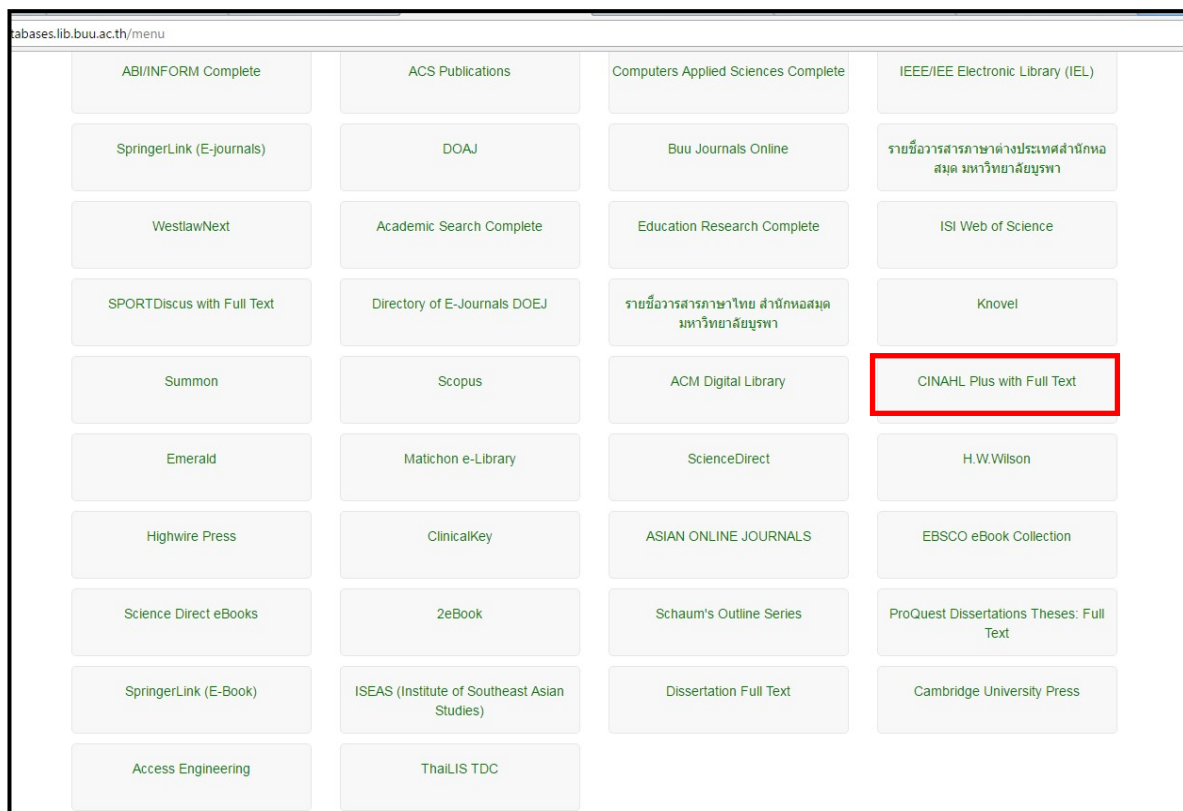 tabases.lib.buu.ac.th/menu
ABI/INFORM Complete
ACS Publications
Computers Applied Sciences Complete
IEEE/IEE Electronic Library (IEL)
SpringerLink (E-journals)
DOAJ
Buu Journals Online
รายชื่อวารสารภาษาต่างประเทศสำนักหอ
สมุด มหาวิทยาลัยบูรพา
WestlawNext
Academic Search Complete
Education Research Complete
ISI Web of Science
SPORTDiscus with Full Text
Directory of E-Journals DOEJ
รายชื่อวารสารภาษาไทย สำนักหอสมุด
มหาวิทยาลัยบูรพา
Knovel
Summon
Scopus
ACM Digital Library
CINAHL Plus with Full Text
Emerald
Matichon e-Library
ScienceDirect
H.W.Wilson
Highwire Press
ClinicalKey
ASIAN ONLINE JOURNALS
EBSCO eBook Collection
Science Direct eBooks
2eBook
Schaum's Outline Series
ProQuest Dissertations Theses: Full
Text
SpringerLink (E-Book)
ISEAS (Institute of Southeast Asian
Studies)
Dissertation Full Text
Cambridge University Press
Access Engineering
ThaiLIS TDC